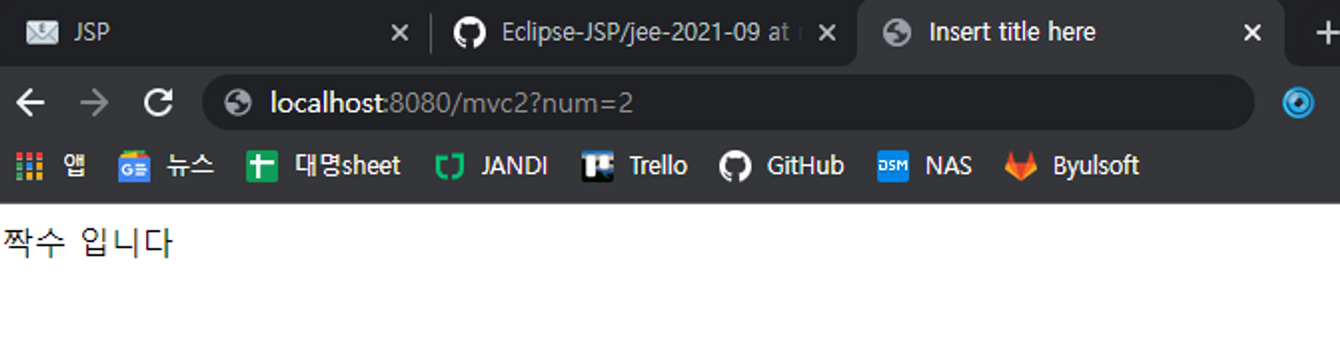 JSP
Eclipse-JSP/jee-2021-09 at
Insert title here
localhost:8080/mvc2?num=2
앱 뉴스 대명sheet JANDI Trello GitHub DSM NAS Byulsoft
짝수 입니다